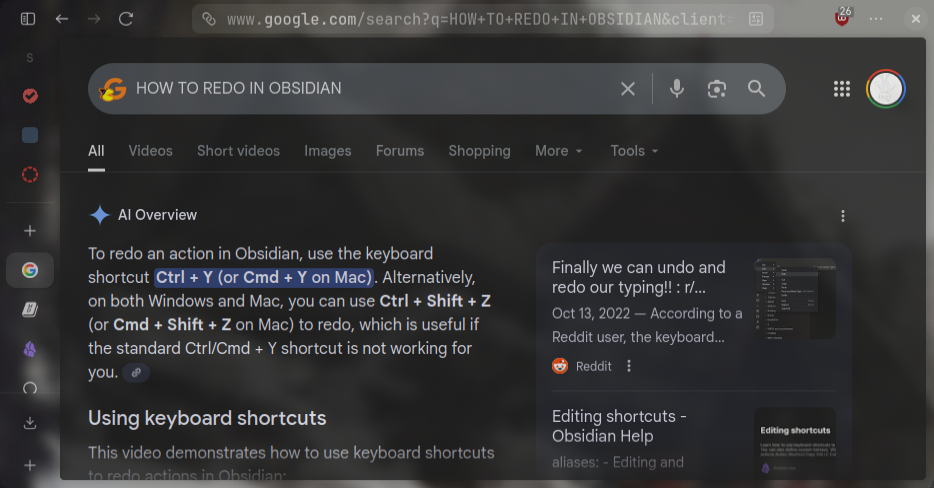 www.google.com/search?q=HOW+TO+REDO+IN+OBSIDIAN&client=
26
S
HOW TO REDO IN OBSIDIAN
All Videos Short videos Images Forums Shopping More Tools
AI Overview
To redo an action in Obsidian, use the keyboard
shortcut Ctrl + Y (or Cmd + Y on Mac). Alternatively,
on both Windows and Mac, you can use Ctrl + Shift + Z
(or Cmd + Shift + Z on Mac) to redo, which is useful if
the standard Ctrl/Cmd + Y shortcut is not working for
you.
Using keyboard shortcuts
This video demonstrates how to use keyboard shortcuts
to redo actions in Obsidian:
Finally we can undo and
redo our typing!! : r/...
Oct 13, 2022 — According to a
Reddit user, the keyboard...
Reddit
Editing shortcuts -
Obsidian Help
aliases: - Editing and
Editing shortcuts